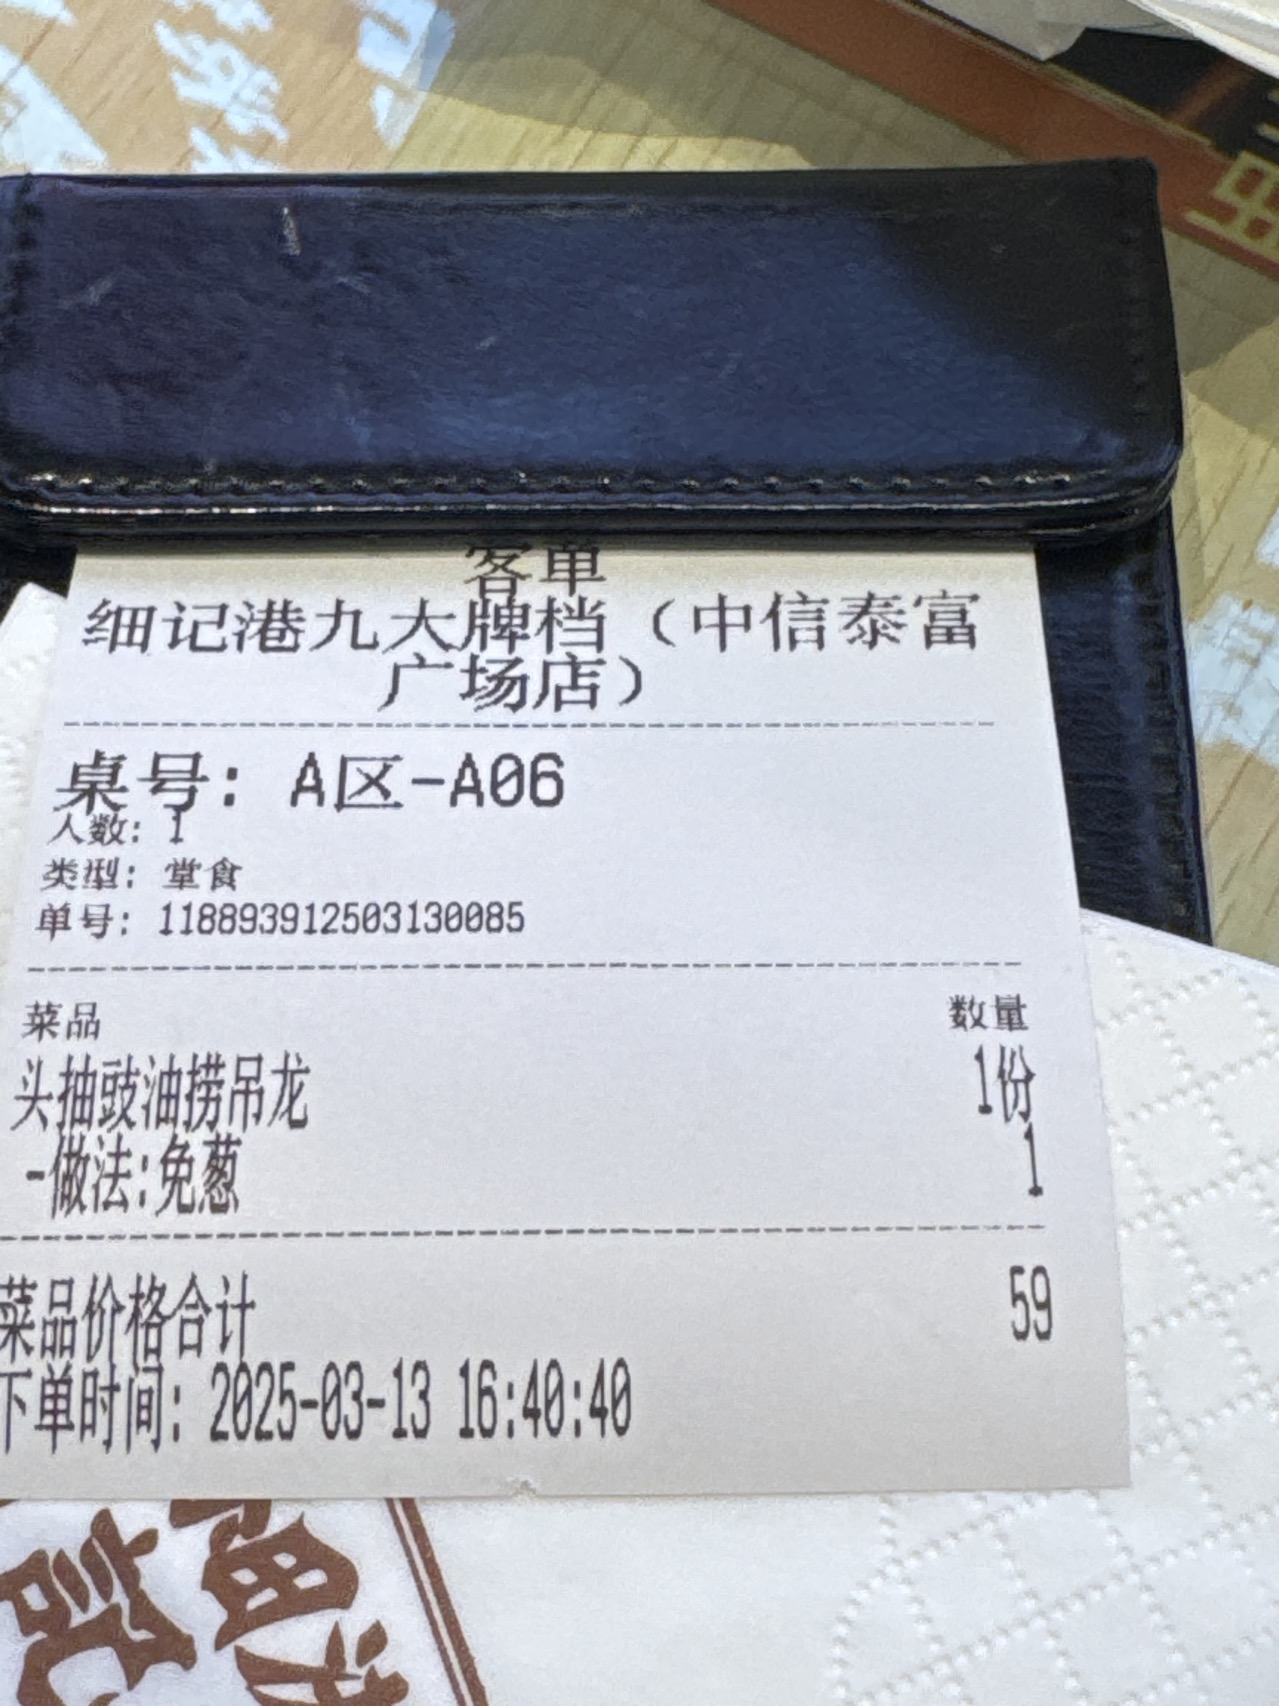 客单
细记港九大牌档（中信泰富
广场店）
桌号: A区-A06
人数: 1
类型: 堂食
单号: 118893912503130085
菜品 数量
头抽豉油捞吊龙 1份
-做法:免葱 1
菜品价格合计 59
下单时间: 2025-03-13 16:40:40
細
記